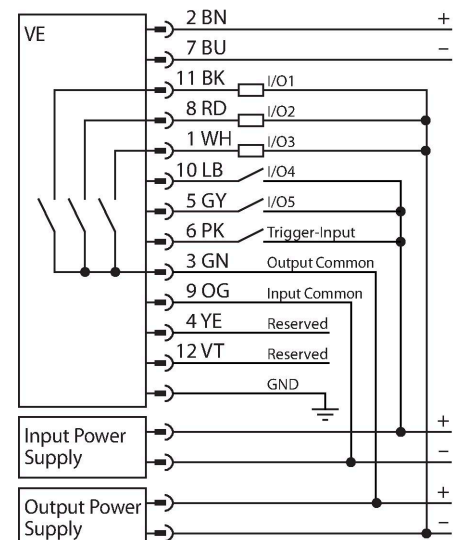 VE
2 BN +
7 BU −
11 BK I/O1
8 RD I/O2
1 WH I/O3
10 LB I/O4
5 GY I/O5
6 PK Trigger-Input
3 GN Output Common
9 OG Input Common
4 YE Reserved
12 VT Reserved
GND
Input Power +
Supply −
Output Power +
Supply −